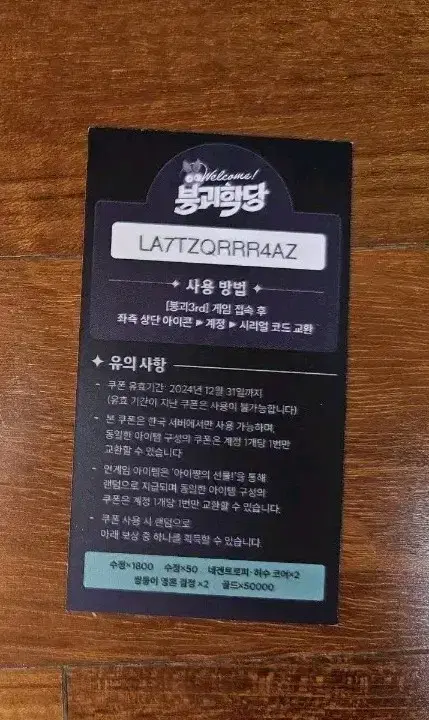 Welcome!
붕괴학당
LA7TZQRRR4AZ
사용 방법
[붕괴3rd] 게임 접속 후
좌측 상단 아이콘 ▶ 계정 ▶ 시리얼 코드 교환
유의 사항
- 쿠폰 유효기간: 2024년 12월 31일까지
(유효 기간이 지난 쿠폰은 사용이 불가능합니다)
- 본 쿠폰은 한국 서버에서만 사용 가능하며,
동일한 아이템 구성의 쿠폰은 계정 1개당 1번만
교환할 수 있습니다
- 인게임 아이템은 '아이짱의 선물!'을 통해
랜덤으로 지급되며 동일한 아이템 구성의
쿠폰은 계정 1개당 1번만 교환할 수 있습니다.
- 쿠폰 사용 시 랜덤으로
아래 보상 중 하나를 획득할 수 있습니다.
수정×1800 수정×50 네겐트로피·허수 코어×2
쌍둥이 영혼 결정×2 골드×50000